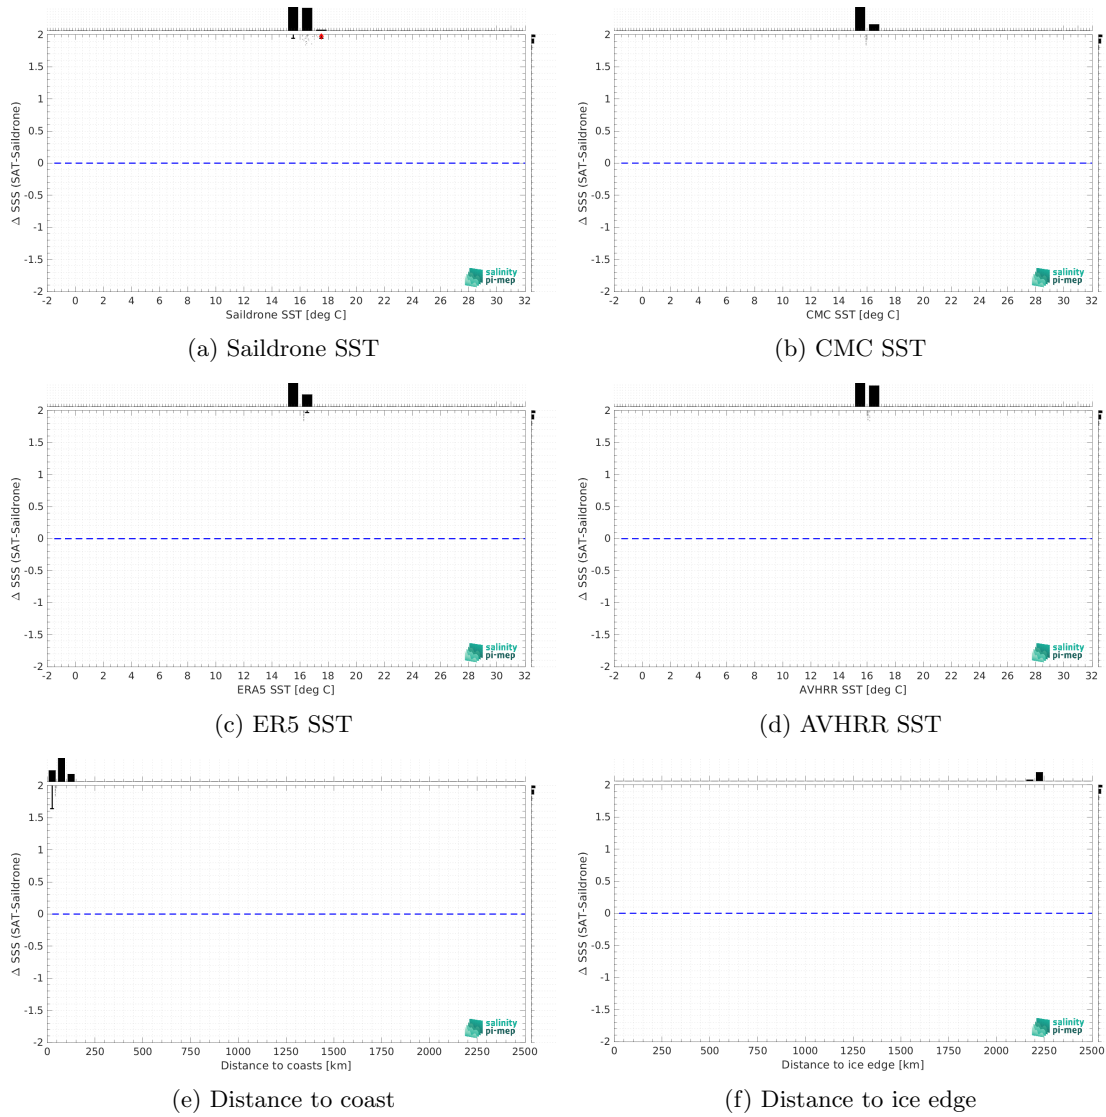 2
1.5
1
0.5
0
-0.5
-1
-1.5
-2
Δ SSS (SAT-Saildrone)
salinity
pi-mep
-2 0 2 4 6 8 10 12 14 16 18 20 22 24 26 28 30 32
Saildrone SST [deg C]
(a) Saildrone SST
2
1.5
1
0.5
0
-0.5
-1
-1.5
-2
Δ SSS (SAT-Saildrone)
salinity
pi-mep
-2 0 2 4 6 8 10 12 14 16 18 20 22 24 26 28 30 32
CMC SST [deg C]
(b) CMC SST
2
1.5
1
0.5
0
-0.5
-1
-1.5
-2
Δ SSS (SAT-Saildrone)
salinity
pi-mep
-2 0 2 4 6 8 10 12 14 16 18 20 22 24 26 28 30 32
ERA5 SST [deg C]
(c) ER5 SST
2
1.5
1
0.5
0
-0.5
-1
-1.5
-2
Δ SSS (SAT-Saildrone)
salinity
pi-mep
-2 0 2 4 6 8 10 12 14 16 18 20 22 24 26 28 30 32
AVHRR SST [deg C]
(d) AVHRR SST
2
1.5
1
0.5
0
-0.5
-1
-1.5
-2
Δ SSS (SAT-Saildrone)
salinity
pi-mep
0 250 500 750 1000 1250 1500 1750 2000 2250 2500
Distance to coasts [km]
(e) Distance to coast
2
1.5
1
0.5
0
-0.5
-1
-1.5
-2
Δ SSS (SAT-Saildrone)
salinity
pi-mep
0 250 500 750 1000 1250 1500 1750 2000 2250 2500
Distance to ice edge [km]
(f) Distance to ice edge